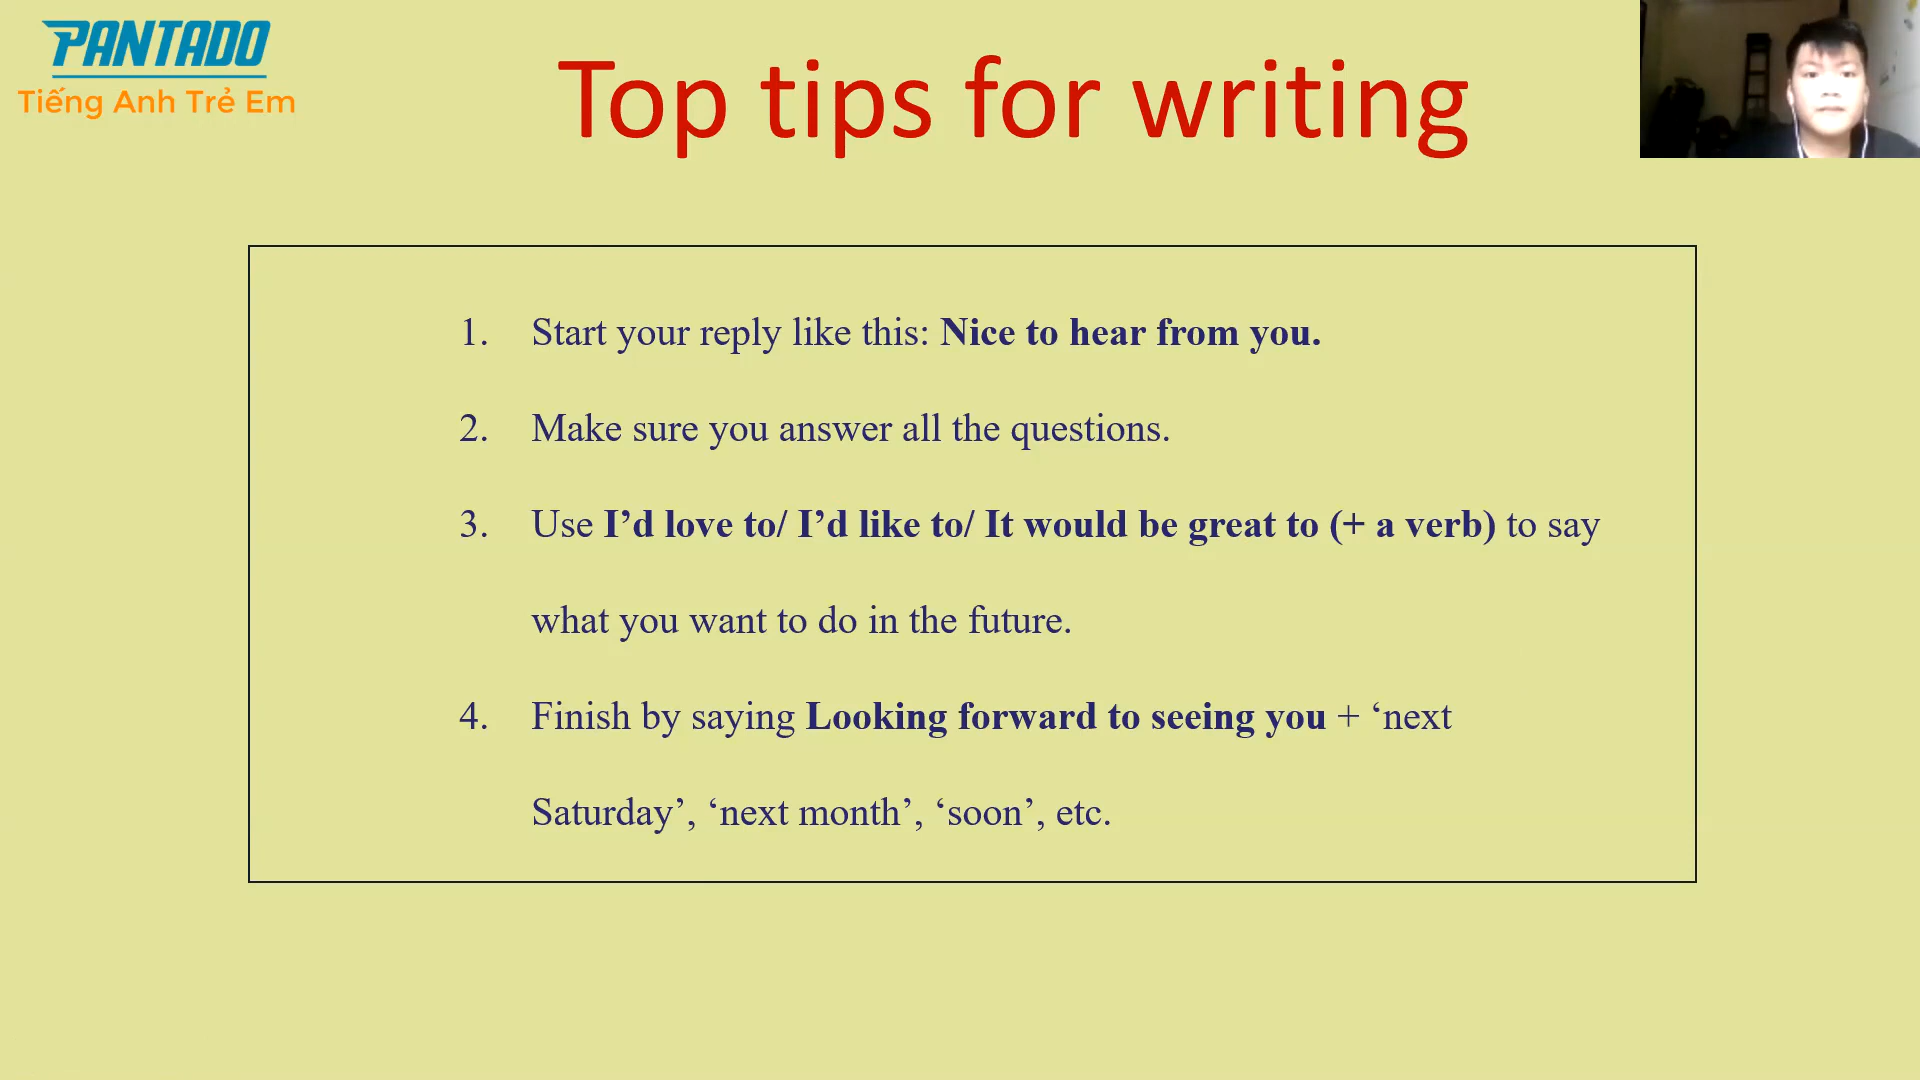 PANTADO
Tiếng Anh Trẻ Em
Top tips for writing
1. Start your reply like this: Nice to hear from you.
2. Make sure you answer all the questions.
3. Use I’d love to/ I’d like to/ It would be great to (+ a verb) to say
what you want to do in the future.
4. Finish by saying Looking forward to seeing you + ‘next
Saturday’, ‘next month’, ‘soon’, etc.